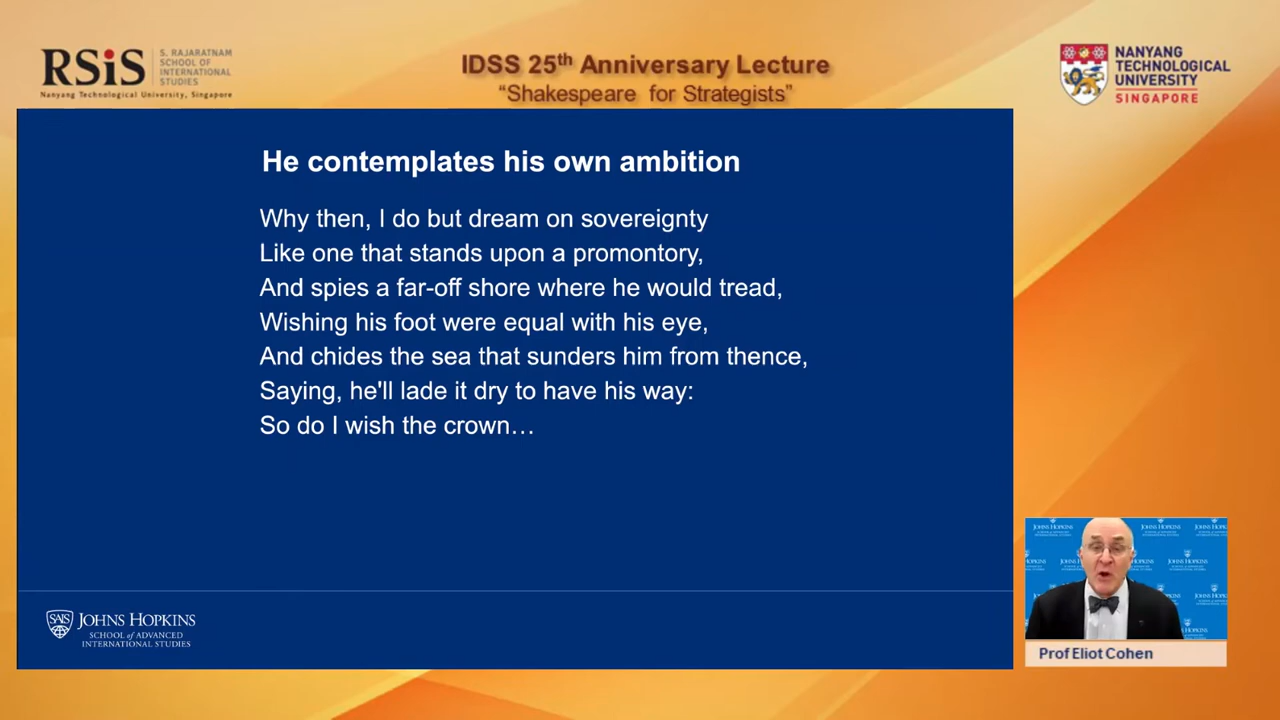 RSiS
S. RAJARATNAM
SCHOOL OF
INTERNATIONAL
STUDIES
Nanyang Technological University, Singapore
IDSS 25th Anniversary Lecture
“Shakespeare for Strategists”
NANYANG
TECHNOLOGICAL
UNIVERSITY
SINGAPORE
He contemplates his own ambition
Why then, I do but dream on sovereignty
Like one that stands upon a promontory,
And spies a far-off shore where he would tread,
Wishing his foot were equal with his eye,
And chides the sea that sunders him from thence,
Saying, he'll lade it dry to have his way:
So do I wish the crown…
SAIS
JOHNS HOPKINS
SCHOOL of ADVANCED
INTERNATIONAL STUDIES
JOHNS HOPKINS
Prof Eliot Cohen